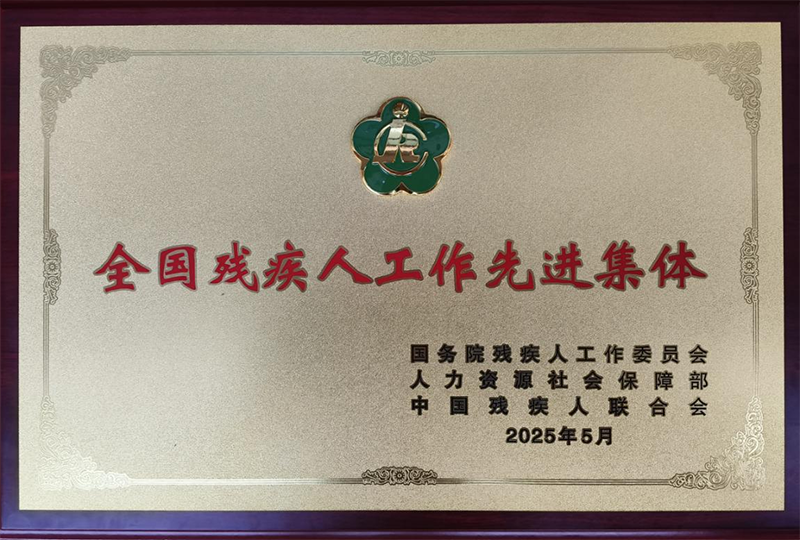 全国残疾人工作先进集体
国务院残疾人工作委员会
人力资源社会保障部
中国残疾人联合会
2025年5月